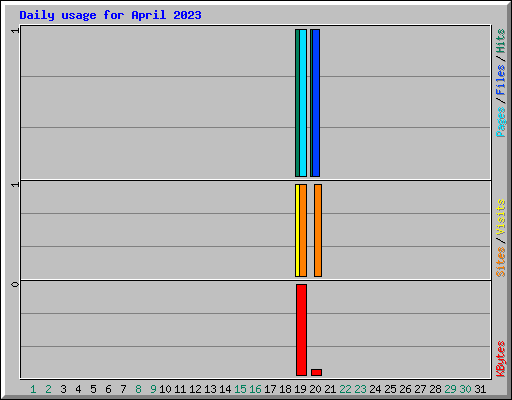 Daily usage for April 2023
1
1
0
Pages/Files/Hits
Sites/Visits
KBytes
1 2 3 4 5 6 7 8 9 10 11 12 13 14 15 16 17 18 19 20 21 22 23 24 25 26 27 28 29 30 31